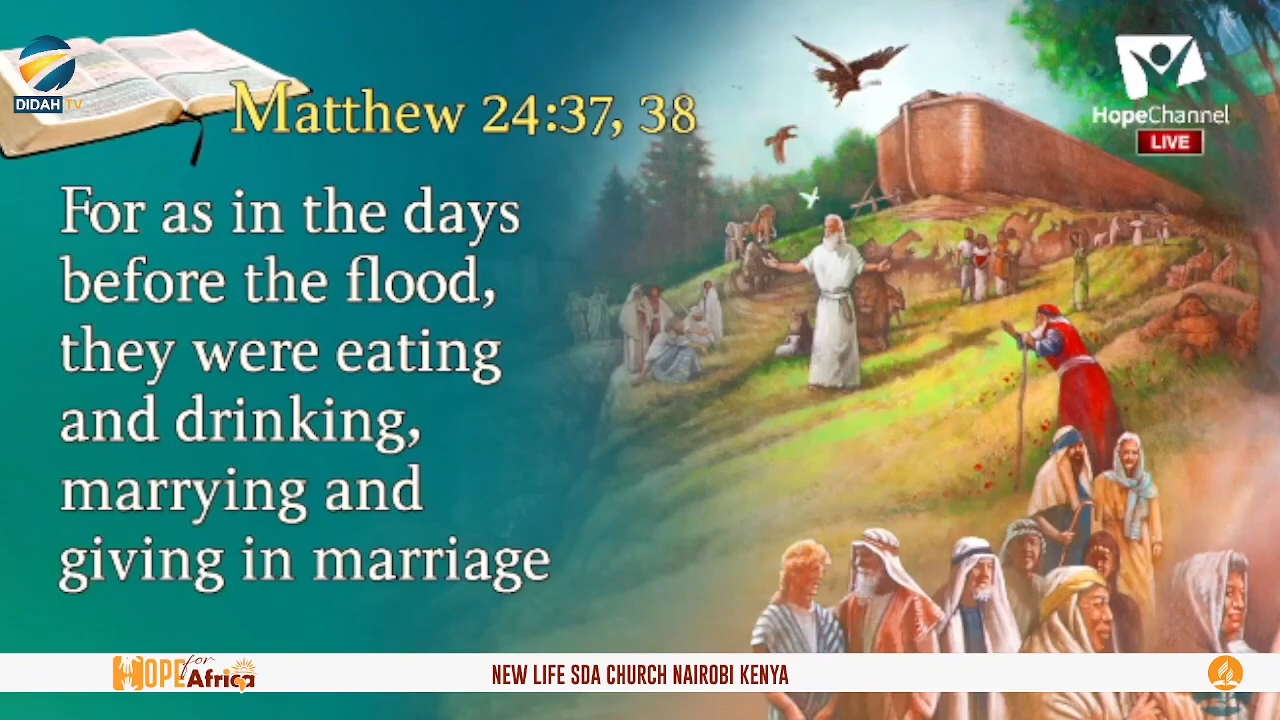 DIDAH TV
Matthew 24:37, 38
HopeChannel
LIVE
For as in the days
before the flood,
they were eating
and drinking,
marrying and
giving in marriage
HOPE for Africa
NEW LIFE SDA CHURCH NAIROBI KENYA